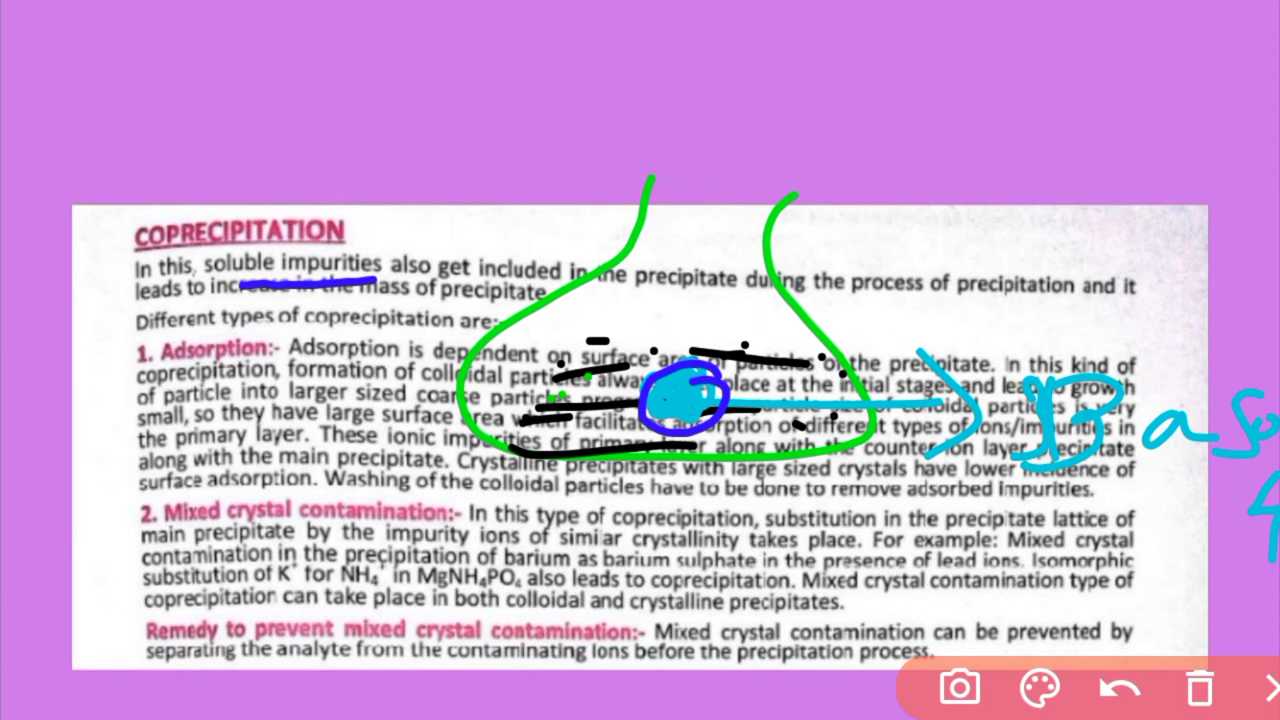 COPRECIPITATION
In this, soluble impurities also get included in the precipitate during the process of precipitation and it
leads to increase in the mass of precipitate
Different types of coprecipitation are:-
1. Adsorption:- Adsorption is dependent on surface area of particles of the precipitate. In this kind of
coprecipitation, formation of colloidal particles always place at the initial stages and lead to growth
of particle into larger sized coarse particles particle size of colloidal particles is very
small, so they have large surface area which facilitates adsorption of different types of ions/impurities in
the primary layer. These ionic impurities of primary layer along with the counter ion layer precipitate
along with the main precipitate. Crystalline precipitates with large sized crystals have lower incidence of
surface adsorption. Washing of the colloidal particles have to be done to remove adsorbed impurities.
2. Mixed crystal contamination:- In this type of coprecipitation, substitution in the precipitate lattice of
main precipitate by the impurity ions of similar crystallinity takes place. For example: Mixed crystal
contamination in the precipitation of barium as barium sulphate in the presence of lead ions. Isomorphic
substitution of K⁺ for NH₄⁺ in MgNH₄PO₄ also leads to coprecipitation. Mixed crystal contamination type of
coprecipitation can take place in both colloidal and crystalline precipitates.
Remedy to prevent mixed crystal contamination:- Mixed crystal contamination can be prevented by
separating the analyte from the contaminating ions before the precipitation process.
Baso
4